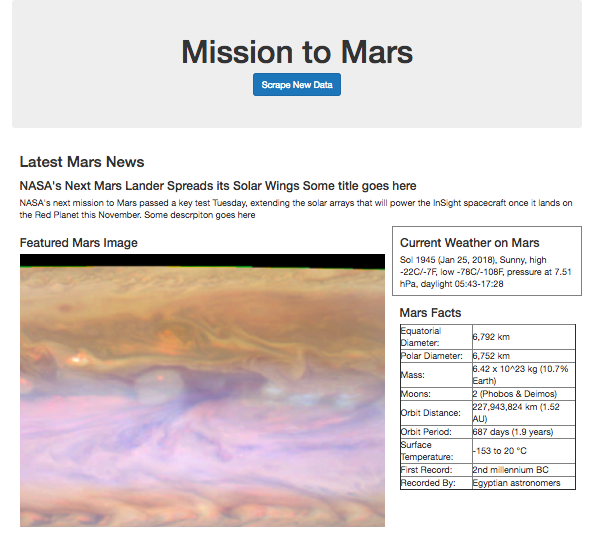 Mission to Mars
Scrape New Data
Latest Mars News
NASA's Next Mars Lander Spreads its Solar Wings Some title goes here
NASA's next mission to Mars passed a key test Tuesday, extending the solar arrays that will power the InSight spacecraft once it lands on
the Red Planet this November. Some descrpiton goes here
Featured Mars Image
Current Weather on Mars
Sol 1945 (Jan 25, 2018), Sunny, high
-22C/-7F, low -78C/-108F, pressure at 7.51
hPa, daylight 05:43-17:28
Mars Facts
Equatorial
Diameter:
6,792 km
Polar Diameter:
6,752 km
Mass:
6.42 x 10^23 kg (10.7%
Earth)
Moons:
2 (Phobos & Deimos)
Orbit Distance:
227,943,824 km (1.52
AU)
Orbit Period:
687 days (1.9 years)
Surface
Temperature:
-153 to 20 °C
First Record:
2nd millennium BC
Recorded By:
Egyptian astronomers